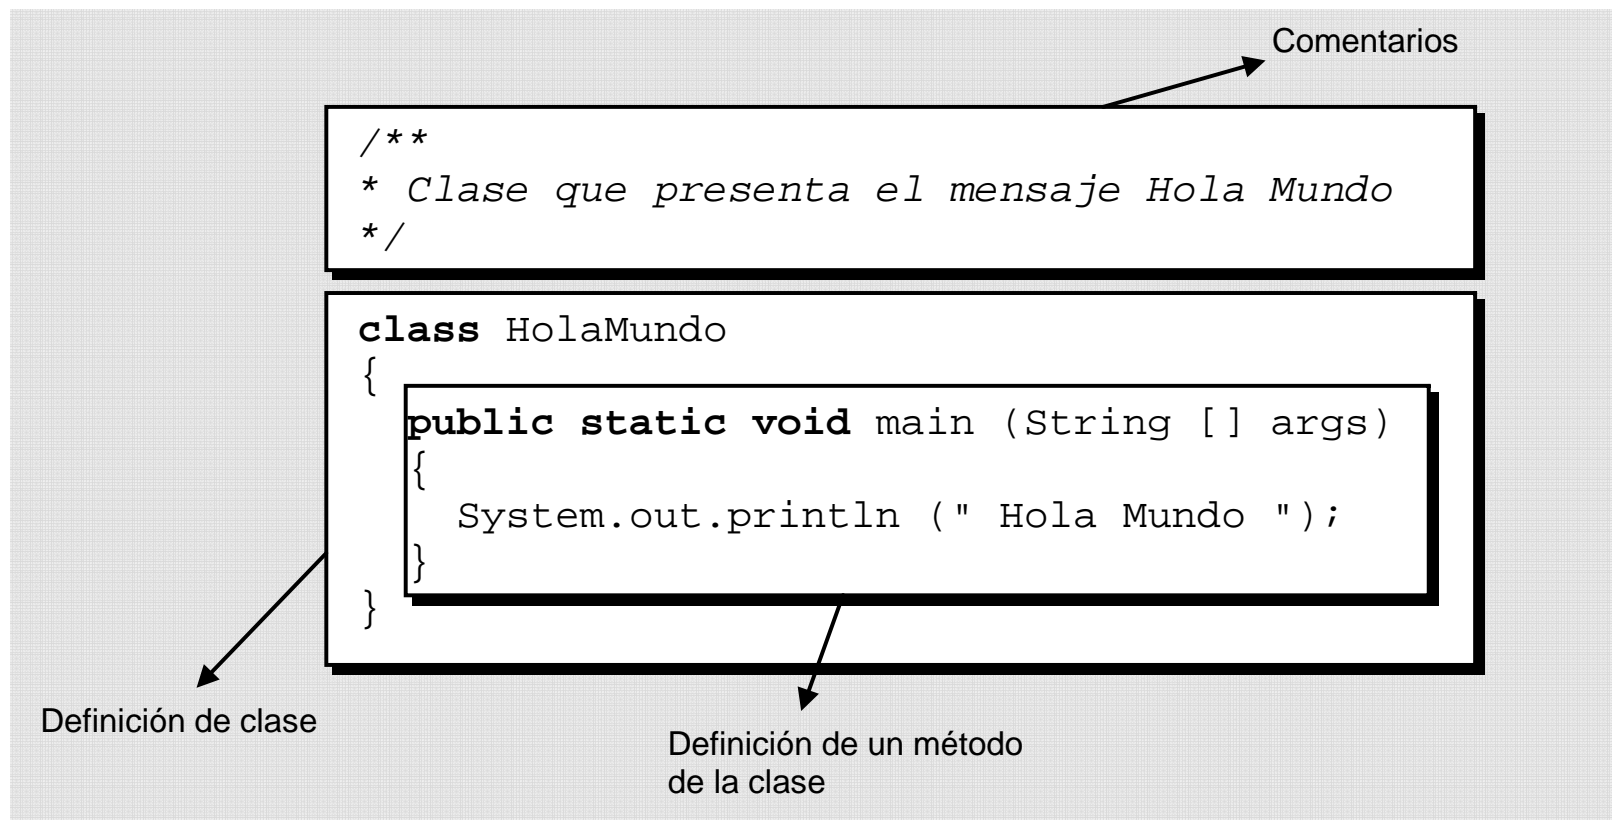 Comentarios
/**
* Clase que presenta el mensaje Hola Mundo
*/
class HolaMundo
{
public static void main (String [] args)
{
System.out.println (" Hola Mundo ");
}
}
Definición de clase
Definición de un método
de la clase